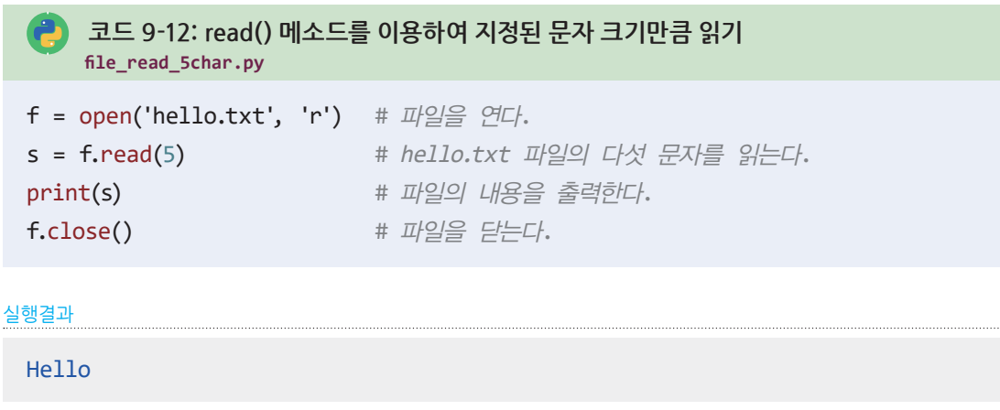 코드 9-12: read() 메소드를 이용하여 지정된 문자 크기만큼 읽기
file_read_5char.py
f = open('hello.txt', 'r') # 파일을 연다.
s = f.read(5) # hello.txt 파일의 다섯 문자를 읽는다.
print(s) # 파일의 내용을 출력한다.
f.close() # 파일을 닫는다.
실행결과
Hello